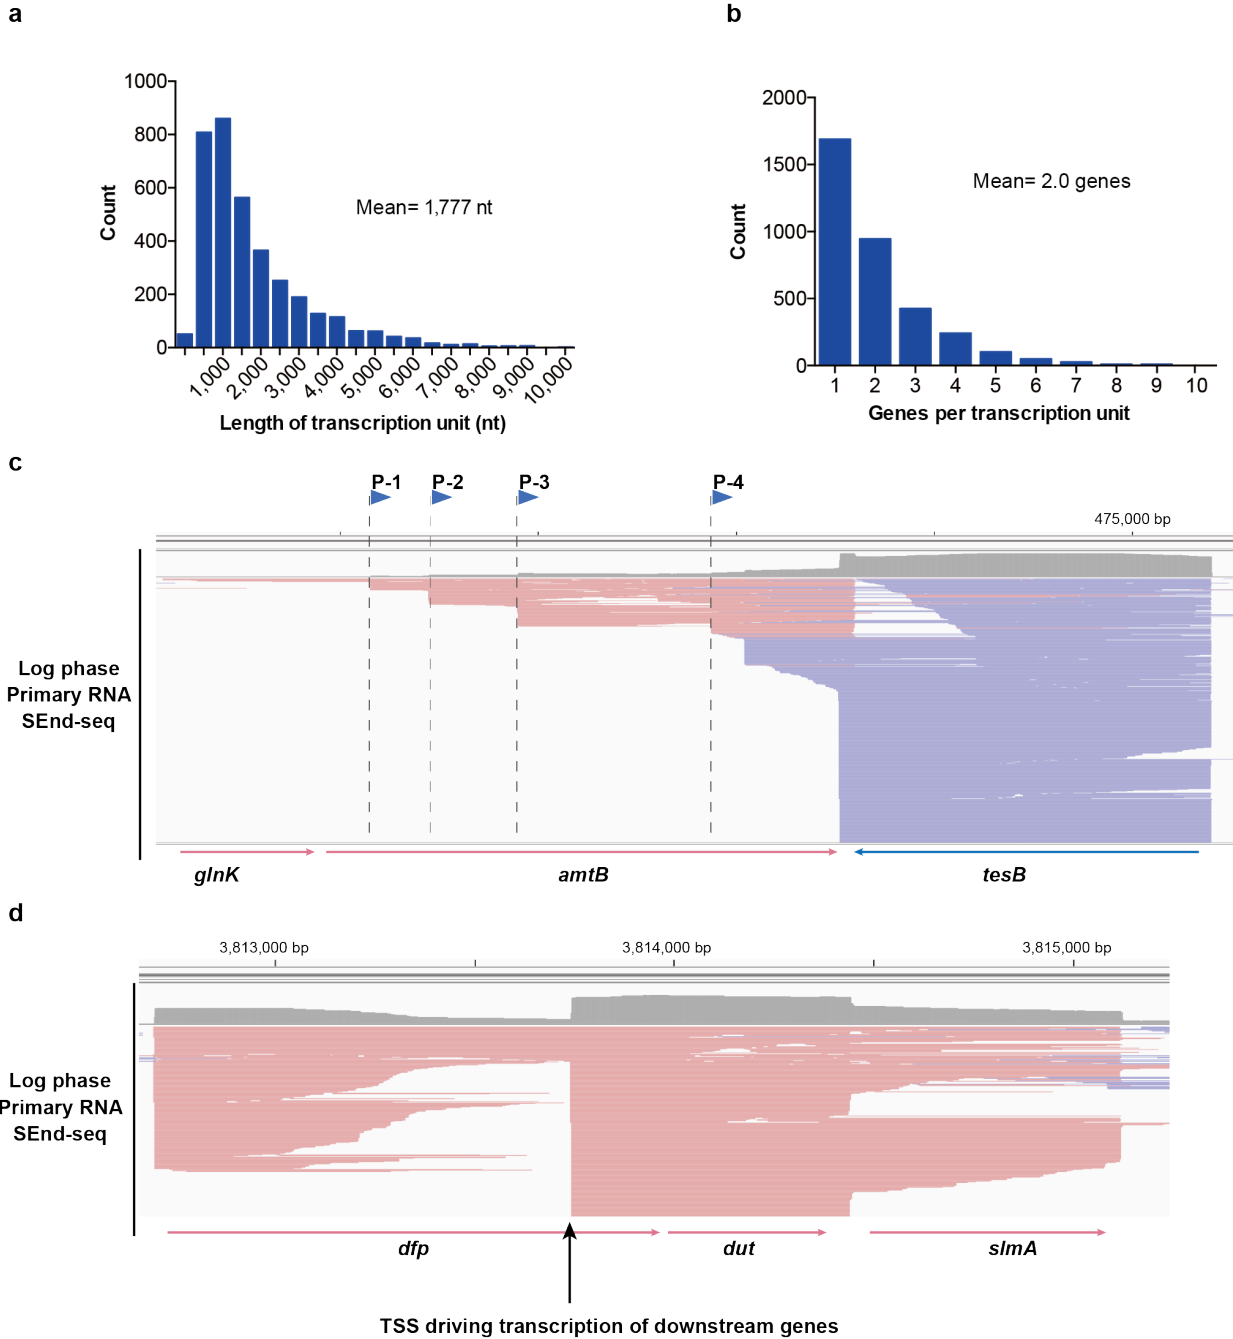 a
1000
800
600
400
200
0
Count
Mean= 1,777 nt
1,000 2,000 3,000 4,000 5,000 6,000 7,000 8,000 9,000 10,000
Length of transcription unit (nt)
b
2000
1500
1000
500
0
Count
Mean= 2.0 genes
1 2 3 4 5 6 7 8 9 10
Genes per transcription unit
c
P-1 P-2 P-3 P-4
475,000 bp
Log phase
Primary RNA
SEnd-seq
glnK amtB tesB
d
3,813,000 bp 3,814,000 bp 3,815,000 bp
Log phase
Primary RNA
SEnd-seq
dfp dut slmA
TSS driving transcription of downstream genes